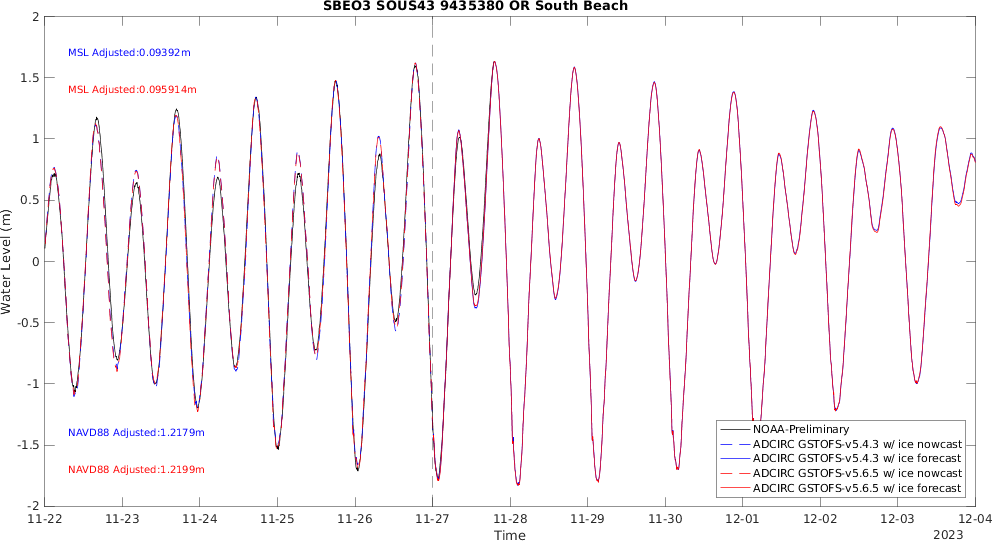 SBEO3 SOUS43 9435380 OR South Beach
2
1.5
1
0.5
0
-0.5
-1
-1.5
-2
Water Level (m)
MSL Adjusted:0.09392m
MSL Adjusted:0.095914m
NAVD88 Adjusted:1.2179m
NAVD88 Adjusted:1.2199m
NOAA-Preliminary
ADCIRC GSTOFS-v5.4.3 w/ ice nowcast
ADCIRC GSTOFS-v5.4.3 w/ ice forecast
ADCIRC GSTOFS-v5.6.5 w/ ice nowcast
ADCIRC GSTOFS-v5.6.5 w/ ice forecast
11-22 11-23 11-24 11-25 11-26 11-27 11-28 11-29 11-30 12-01 12-02 12-03 12-04
Time
2023